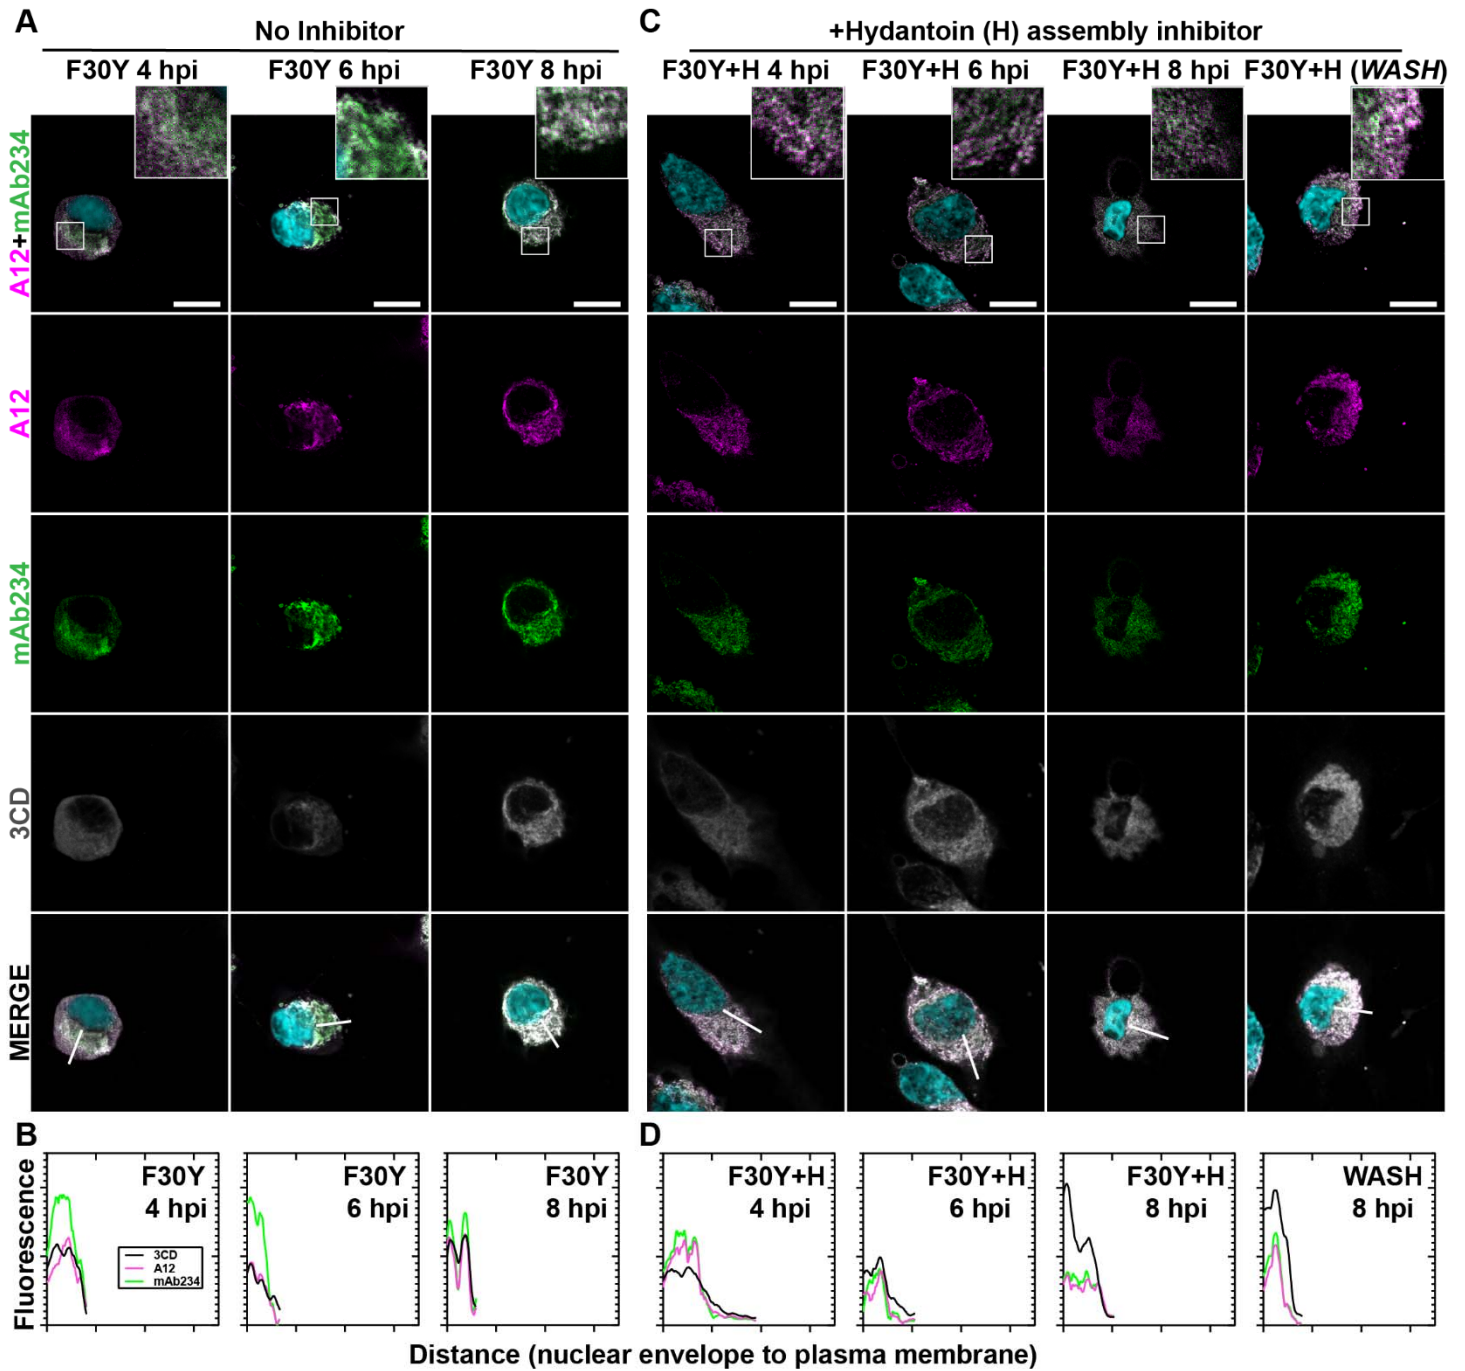 A
No Inhibitor
F30Y 4 hpi
F30Y 6 hpi
F30Y 8 hpi
C
+Hydantoin (H) assembly inhibitor
F30Y+H 4 hpi
F30Y+H 6 hpi
F30Y+H 8 hpi
F30Y+H (WASH)
A12+mAb234
A12
mAb234
3CD
MERGE
B
Fluorescence
F30Y
4 hpi
3CD
A12
mAb234
F30Y
6 hpi
F30Y
8 hpi
D
F30Y+H
4 hpi
F30Y+H
6 hpi
F30Y+H
8 hpi
WASH
8 hpi
Distance (nuclear envelope to plasma membrane)